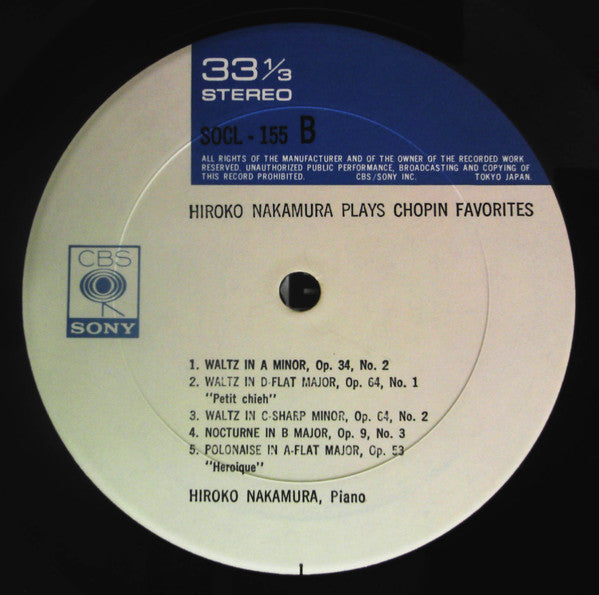 33 1/3
STEREO
SOCL - 155 B
ALL RIGHTS OF THE MANUFACTURER AND OF THE OWNER OF THE RECORDED WORK
RESERVED. UNAUTHORIZED PUBLIC PERFORMANCE, BROADCASTING AND COPYING OF
THIS RECORD PROHIBITED. CBS/SONY INC. TOKYO JAPAN.
HIROKO NAKAMURA PLAYS CHOPIN FAVORITES
CBS
SONY
1. WALTZ IN A MINOR, Op. 34, No. 2
2. WALTZ IN D-FLAT MAJOR, Op. 64, No. 1
"Petit chieh"
3. WALTZ IN C-SHARP MINOR, Op. 64, No. 2
4. NOCTURNE IN B MAJOR, Op. 9, No. 3
5. POLONAISE IN A-FLAT MAJOR, Op. 53
"Heroique"
HIROKO NAKAMURA, Piano